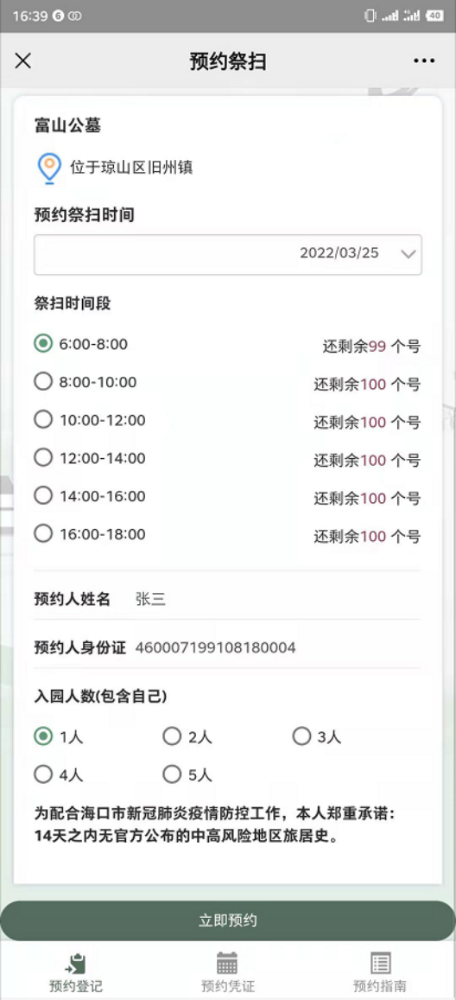 16:39 6
40
预约祭扫
富山公墓
位于琼山区旧州镇
预约祭扫时间
2022/03/25
祭扫时间段
6:00-8:00 还剩余99 个号
8:00-10:00 还剩余100 个号
10:00-12:00 还剩余100 个号
12:00-14:00 还剩余100 个号
14:00-16:00 还剩余100 个号
16:00-18:00 还剩余100 个号
预约人姓名 张三
预约人身份证 460007199108180004
入园人数(包含自己)
1人 2人 3人
4人 5人
为配合海口市新冠肺炎疫情防控工作，本人郑重承诺：
14天之内无官方公布的中高风险地区旅居史。
立即预约
预约登记 预约凭证 预约指南